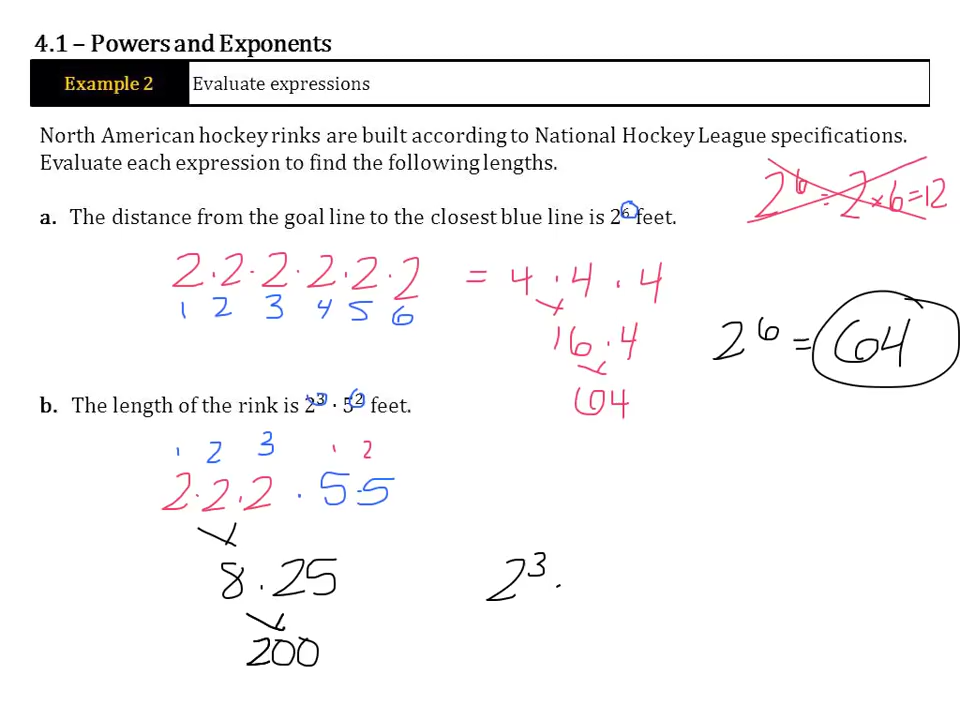 4.1 – Powers and Exponents
Example 2 Evaluate expressions
North American hockey rinks are built according to National Hockey League specifications.
Evaluate each expression to find the following lengths.
2⁶ = 2 × 6 = 12
a. The distance from the goal line to the closest blue line is 2⁶ feet.
2 · 2 · 2 · 2 · 2 · 2 = 4 · 4 · 4
1 2 3 4 5 6
16 · 4
2⁶ = 64
64
b. The length of the rink is 2³ · 5² feet.
1 2 3 1 2
2 · 2 · 2 · 5 · 5
8 · 25
2³ ·
200